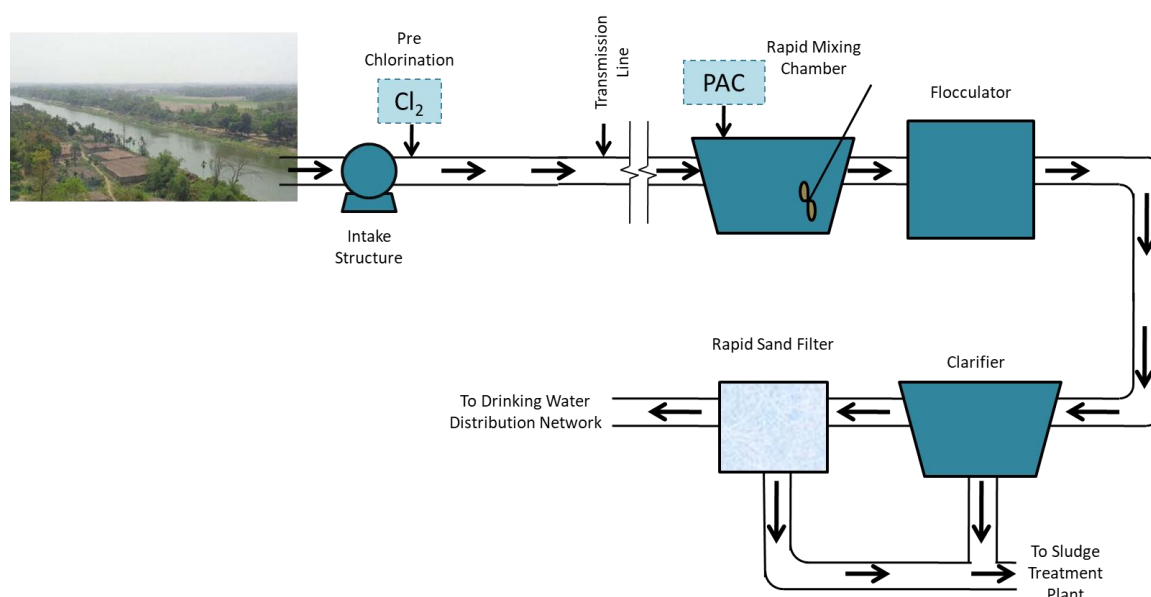 Pre
Chlorination
Cl₂
Transmission
Line
PAC
Rapid Mixing
Chamber
Flocculator
Intake
Structure
Rapid Sand Filter
Clarifier
To Drinking Water
Distribution Network
To Sludge
Treatment
Plant